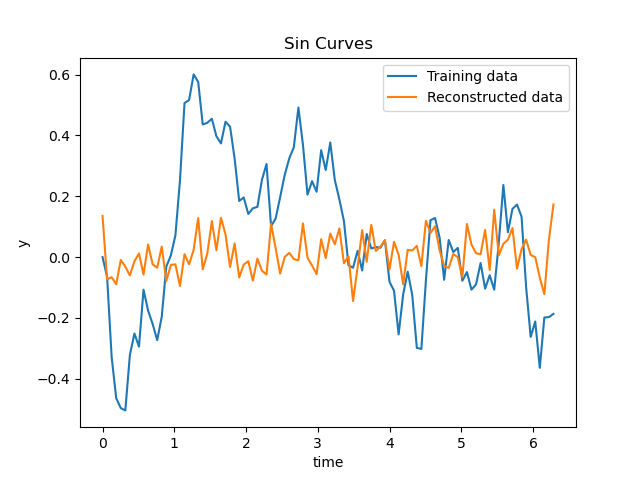 Sin Curves
Training data
Reconstructed data
0.6
0.4
0.2
0.0
−0.2
−0.4
y
0 1 2 3 4 5 6
time